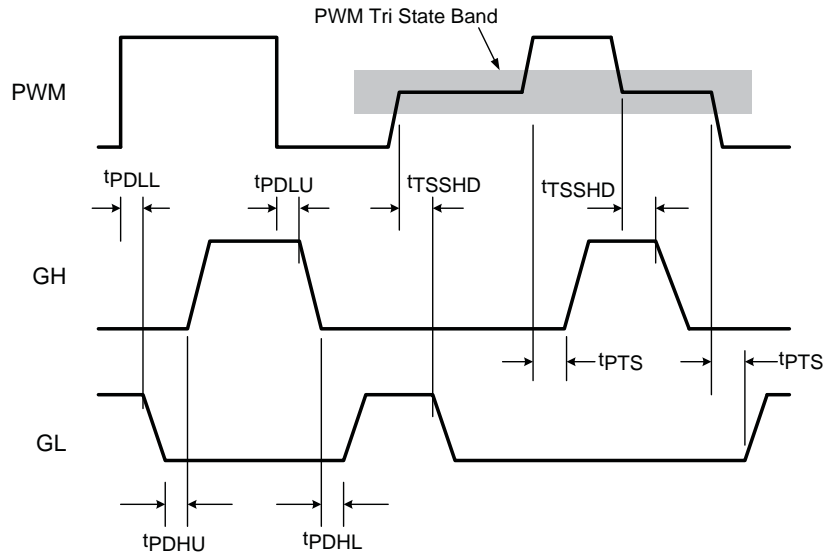 PWM Tri State Band
PWM
tPDLL
tPDLU
tTSSHD
tTSSHD
GH
tPTS
tPTS
GL
tPDHU
tPDHL